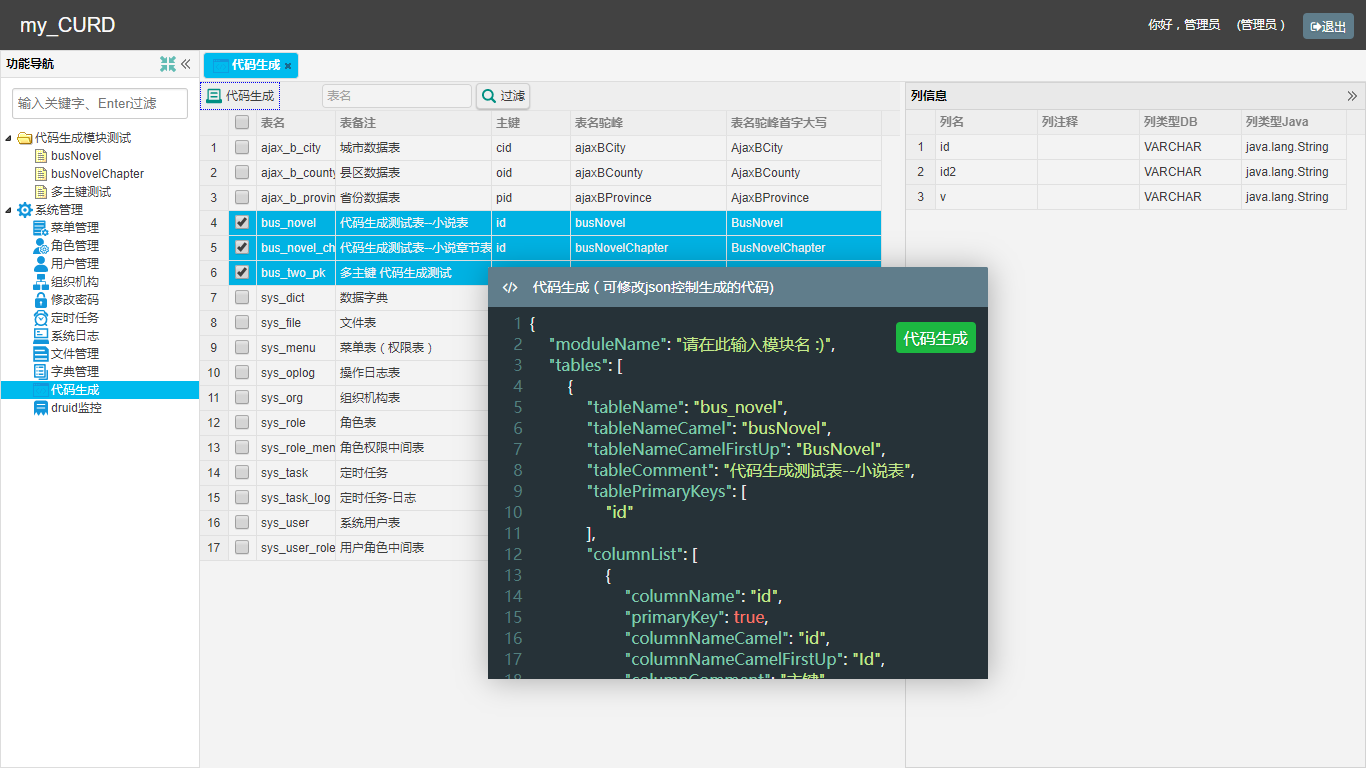 my_CURD
你好，管理员 （管理员） 退出
功能导航
输入关键字、Enter过滤
代码生成模块测试
busNovel
busNovelChapter
多主键测试
系统管理
菜单管理
角色管理
用户管理
组织机构
修改密码
定时任务
系统日志
文件管理
字典管理
代码生成
druid监控
代码生成
代码生成 表名 过滤
表名 表备注 主键 表名驼峰 表名驼峰首字大写
1 ajax_b_city 城市数据表 cid ajaxBCity AjaxBCity
2 ajax_b_county 县区数据表 oid ajaxBCounty AjaxBCounty
3 ajax_b_provin 省份数据表 pid ajaxBProvince AjaxBProvince
4 bus_novel 代码生成测试表--小说表 id busNovel BusNovel
5 bus_novel_ch 代码生成测试表--小说章节表 id busNovelChapter BusNovelChapter
6 bus_two_pk 多主键 代码生成测试
7 sys_dict 数据字典
8 sys_file 文件表
9 sys_menu 菜单表（权限表）
10 sys_oplog 操作日志表
11 sys_org 组织机构表
12 sys_role 角色表
13 sys_role_men 角色权限中间表
14 sys_task 定时任务
15 sys_task_log 定时任务-日志
16 sys_user 系统用户表
17 sys_user_role 用户角色中间表
代码生成（可修改json控制生成的代码）
代码生成
1 {
2 "moduleName": "请在此输入模块名 :)",
3 "tables": [
4 {
5 "tableName": "bus_novel",
6 "tableNameCamel": "busNovel",
7 "tableNameCamelFirstUp": "BusNovel",
8 "tableComment": "代码生成测试表--小说表",
9 "tablePrimaryKeys": [
10 "id"
11 ],
12 "columnList": [
13 {
14 "columnName": "id",
15 "primaryKey": true,
16 "columnNameCamel": "id",
17 "columnNameCamelFirstUp": "Id",
18 "columnComment": "主键"
列信息
列名 列注释 列类型DB 列类型Java
1 id VARCHAR java.lang.String
2 id2 VARCHAR java.lang.String
3 v VARCHAR java.lang.String